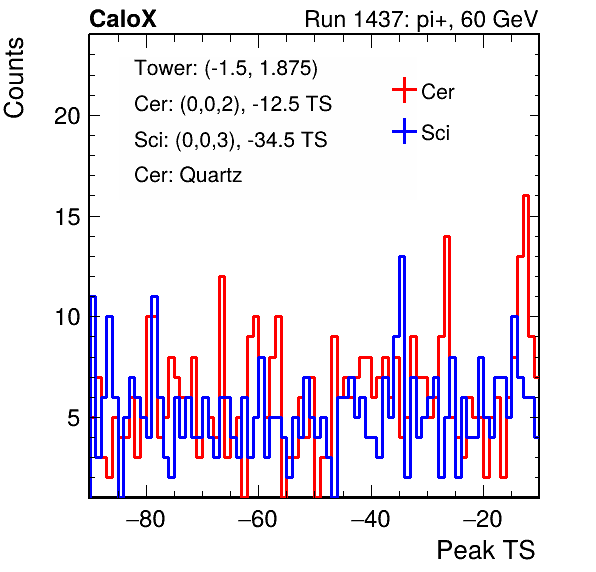 CaloX Run 1437: pi+, 60 GeV
Counts
Tower: (-1.5, 1.875)
Cer: (0,0,2), -12.5 TS
Sci: (0,0,3), -34.5 TS
Cer: Quartz
Cer
Sci
20
15
10
5
−80 −60 −40 −20
Peak TS